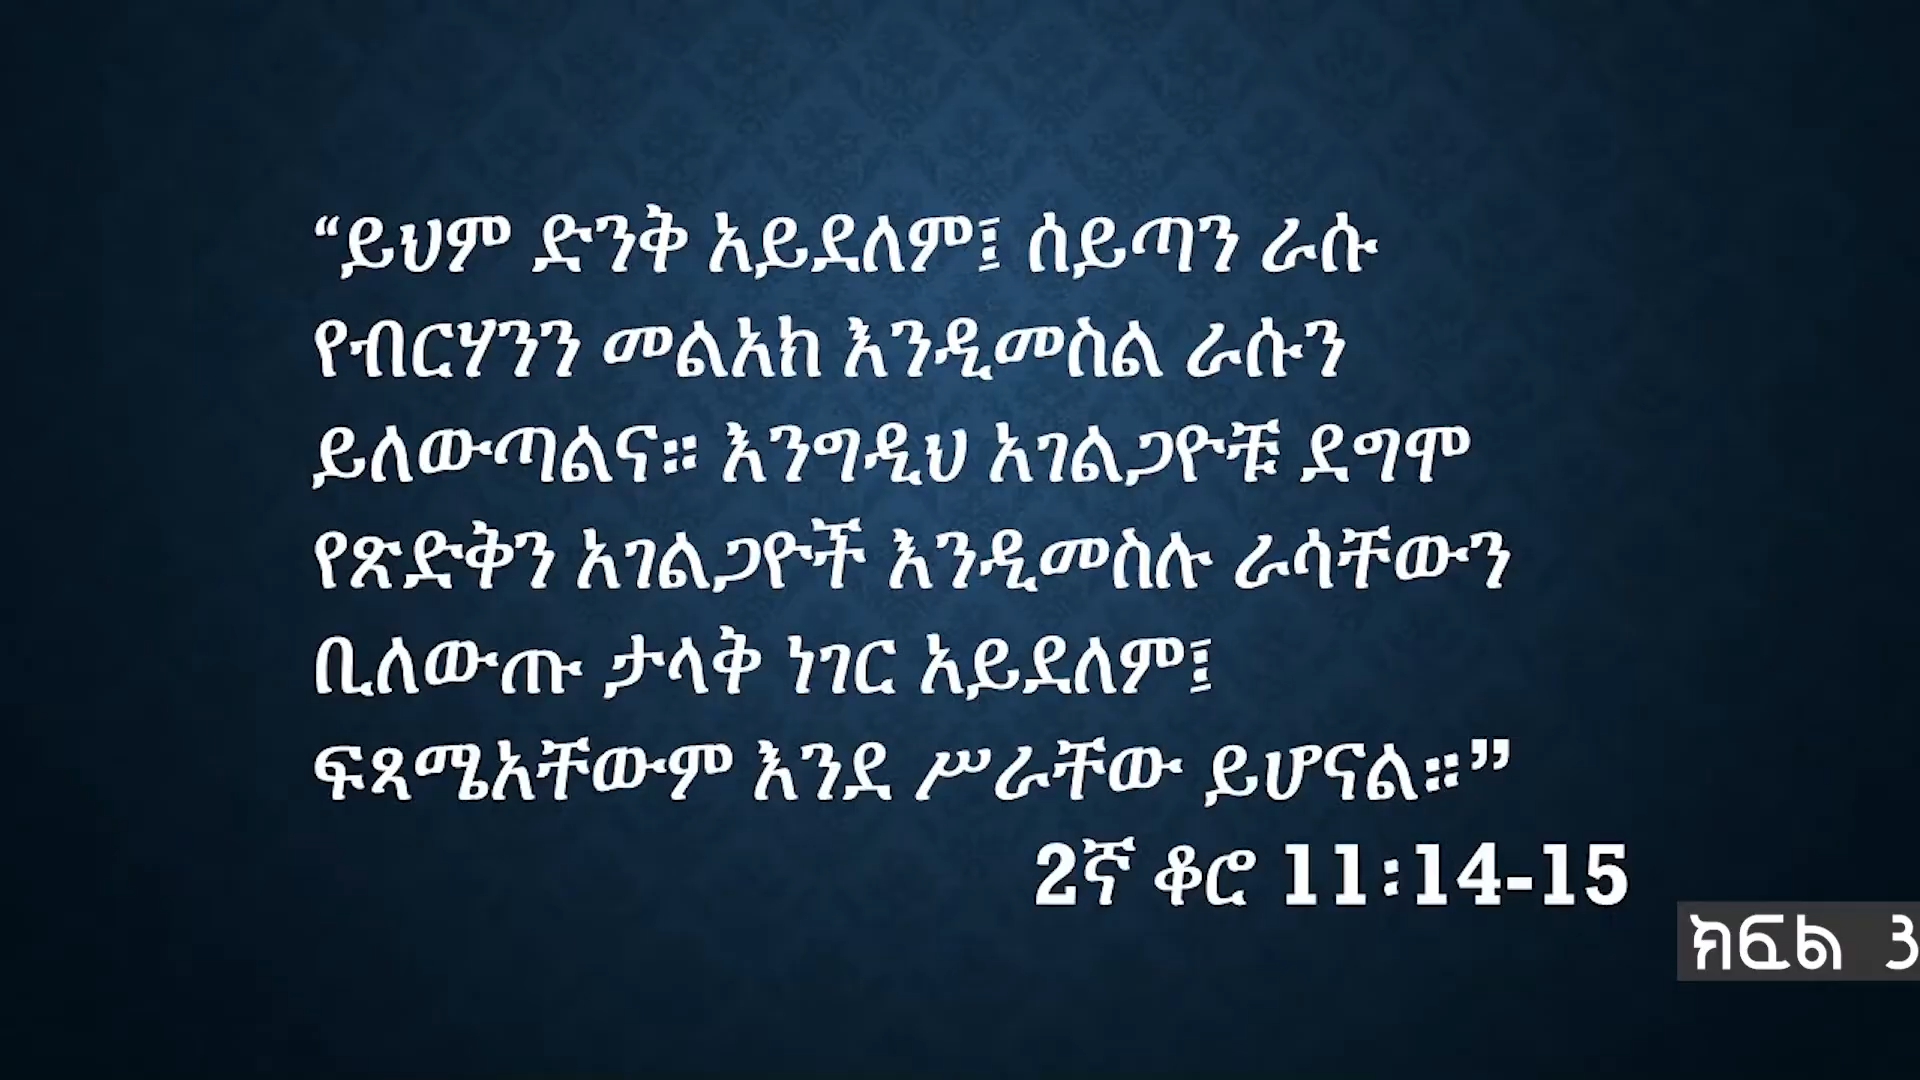 “ይህም ድንቅ አይደለም፤ ሰይጣን ራሱ
የብርሃንን መልአክ እንዲመስል ራሱን
ይለውጣልና። እንግዲህ አገልጋዮቹ ደግሞ
የጽድቅን አገልጋዮች እንዲመስሉ ራሳቸውን
ቢለውጡ ታላቅ ነገር አይደለም፤
ፍጻሜአቸውም እንደ ሥራቸው ይሆናል።”
2ኛ ቆሮ 11፡14-15
ክፍል 3